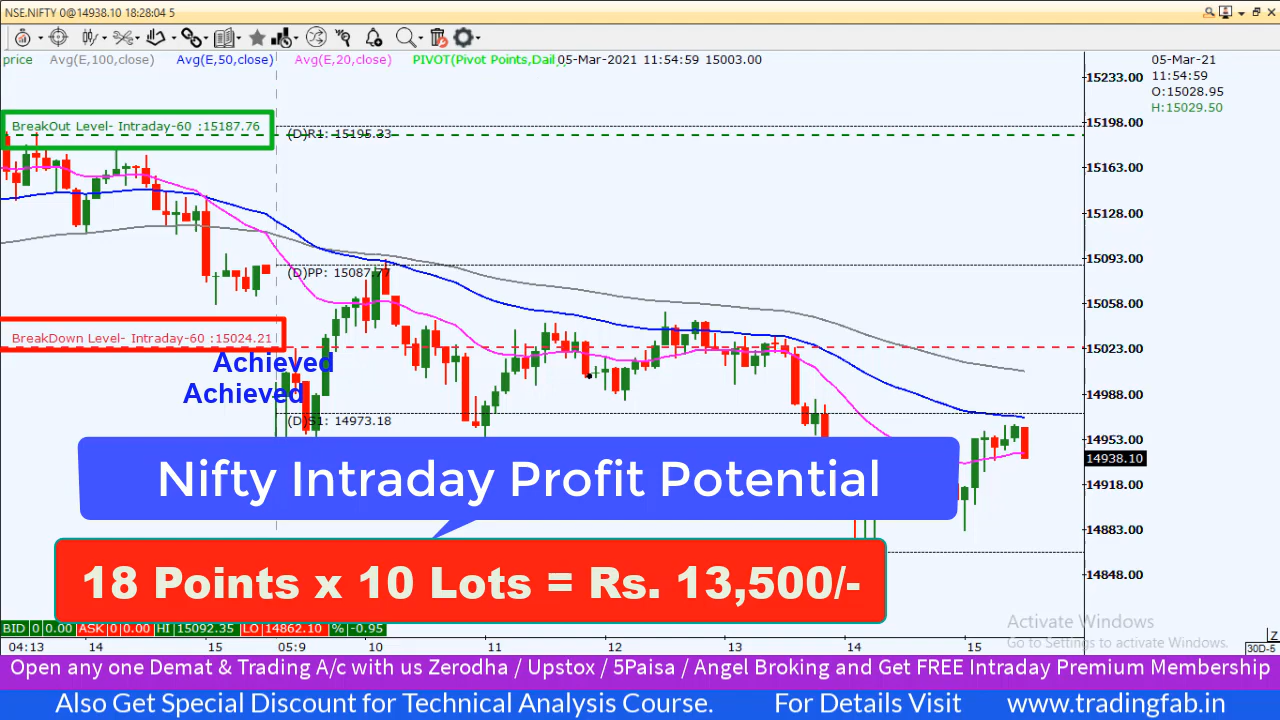 NSE.NIFTY 0@14938.10 18:28:04 5
price Avg(E,100,close) Avg(E,50,close) Avg(E,20,close) PIVOT(Pivot Points,Dail 05-Mar-2021 11:54:59 15003.00
05-Mar-21
11:54:59
O:15028.95
H:15029.50
15233.00
15198.00
15163.00
15128.00
15093.00
15058.00
15023.00
14988.00
14953.00
14938.10
14918.00
14883.00
14848.00
BreakOut Level- Intraday-60 :15187.76
(D)R1: 15195.33
(D)PP: 15087.77
BreakDown Level- Intraday-60 :15024.21
Achieved
Achieved
(D)S1: 14973.18
Nifty Intraday Profit Potential
18 Points x 10 Lots = Rs. 13,500/-
Activate Windows
Go to Settings to activate Windows.
BID 0 0.00 ASK 0 0.00 HI 15092.35 LO 14862.10 % -0.95
Z
04:13 14 15 05:9 10 11 12 13 14 15 30D-5
Open any one Demat & Trading A/c with us Zerodha / Upstox / 5Paisa / Angel Broking and Get FREE Intraday Premium Membership
Also Get Special Discount for Technical Analysis Course. For Details Visit www.tradingfab.in